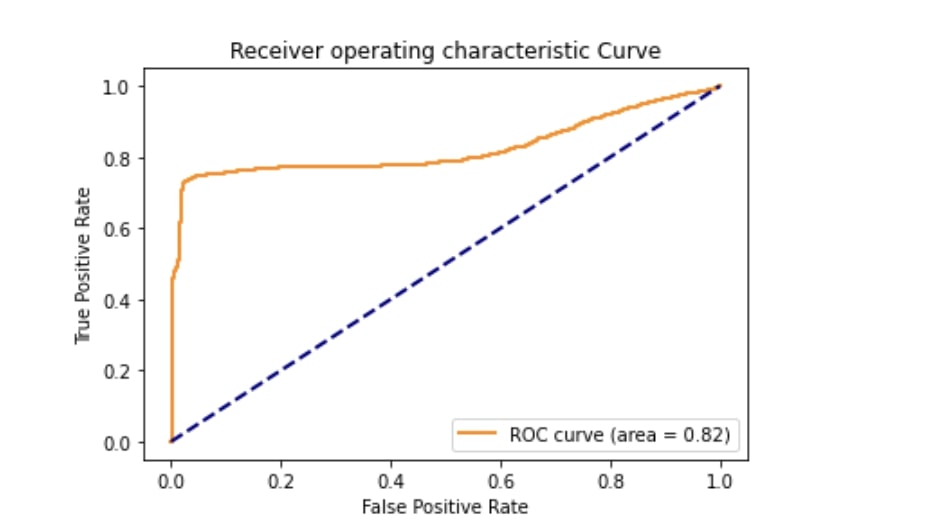 Receiver operating characteristic Curve
1.0
0.8
0.6
0.4
0.2
0.0
True Positive Rate
ROC curve (area = 0.82)
0.0 0.2 0.4 0.6 0.8 1.0
False Positive Rate